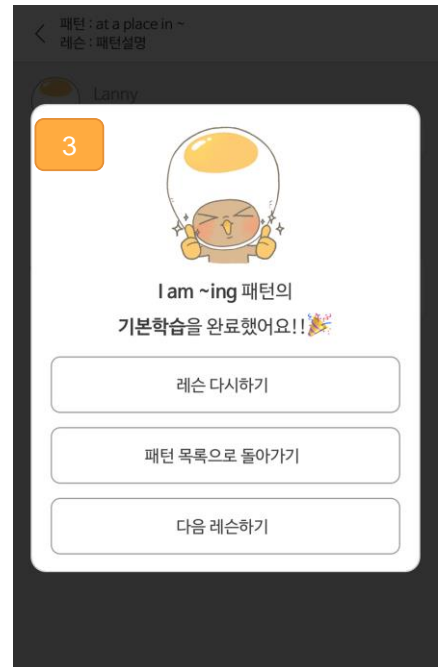 패턴 : at a place in ~
레슨 : 패턴설명
Lanny
3
I am ~ing 패턴의
기본학습을 완료했어요!!🎉
레슨 다시하기
패턴 목록으로 돌아가기
다음 레슨하기